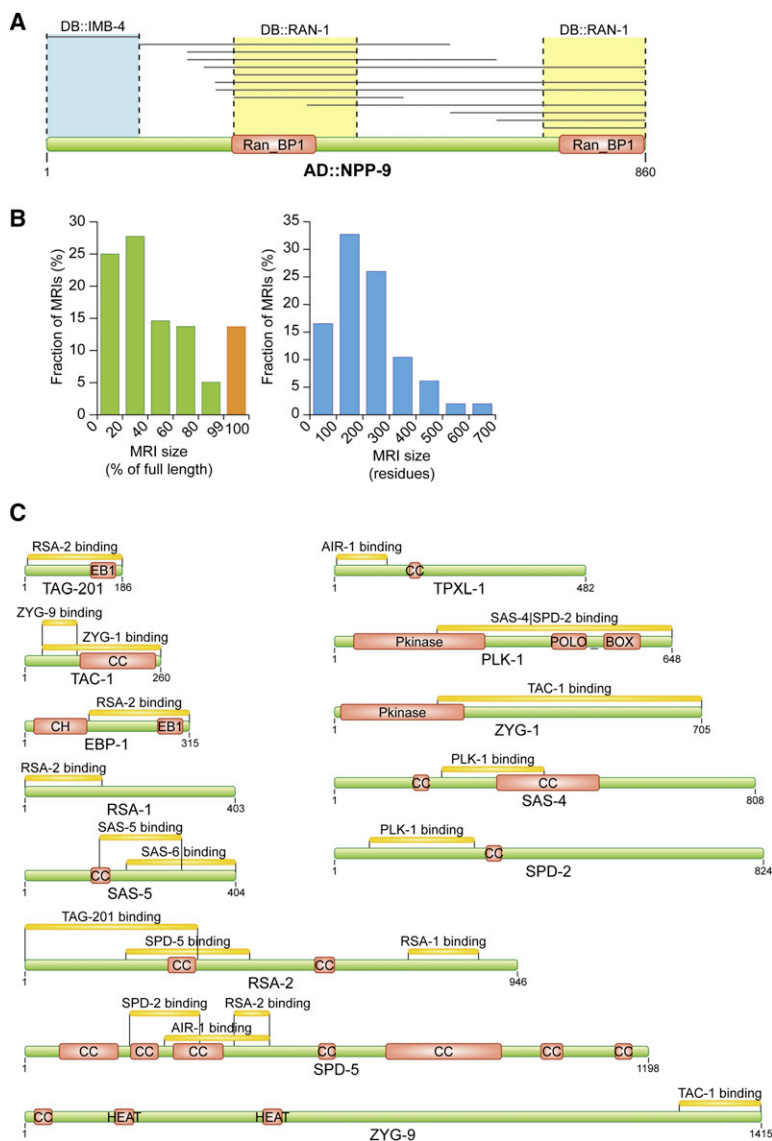 A
DB::IMB-4
DB::RAN-1
DB::RAN-1
Ran_BP1
Ran_BP1
1
AD::NPP-9
860
B
Fraction of MRIs (%)
30
25
20
15
10
5
0
0
20
40
60
80
99
100
MRI size
(% of full length)
Fraction of MRIs (%)
35
30
25
20
15
10
5
0
0
100
200
300
400
500
600
700
MRI size
(residues)
C
RSA-2 binding
EB1
1
TAG-201
186
ZYG-9 binding
ZYG-1 binding
CC
1
TAC-1
260
RSA-2 binding
CH
EB1
1
EBP-1
315
RSA-2 binding
1
RSA-1
403
SAS-5 binding
SAS-6 binding
CC
1
SAS-5
404
AIR-1 binding
CC
1
TPXL-1
482
SAS-4|SPD-2 binding
Pkinase
POLO_BOX
1
PLK-1
648
TAC-1 binding
Pkinase
1
ZYG-1
705
PLK-1 binding
CC
CC
1
SAS-4
808
PLK-1 binding
CC
1
SPD-2
824
TAG-201 binding
SPD-5 binding
RSA-1 binding
CC
CC
1
RSA-2
946
SPD-2 binding
RSA-2 binding
AIR-1 binding
CC
CC
CC
CC
CC
CC
CC
1
SPD-5
1198
TAC-1 binding
CC
HEAT
HEAT
1
ZYG-9
1415